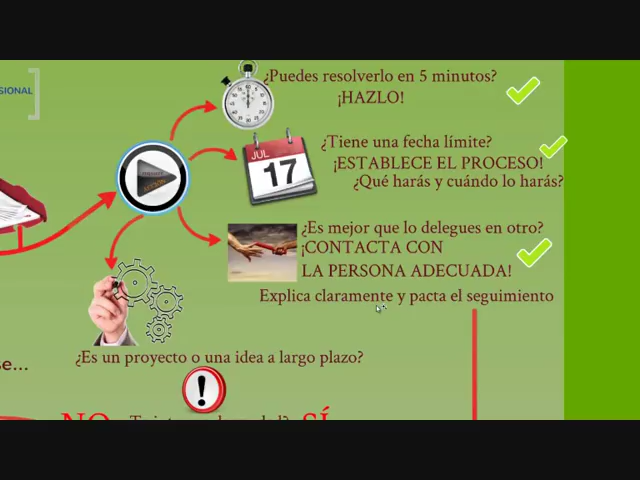 SIONAL
¿Puedes resolverlo en 5 minutos?
¡HAZLO!
¿Tiene una fecha límite?
¡ESTABLECE EL PROCESO!
¿Qué harás y cuándo lo harás?
JUL
17
ACTION
¿Es mejor que lo delegues en otro?
¡CONTACTA CON
LA PERSONA ADECUADA!
Explica claramente y pacta el seguimiento
¿Es un proyecto o una idea a largo plazo?
se...
!
NO
SÍ